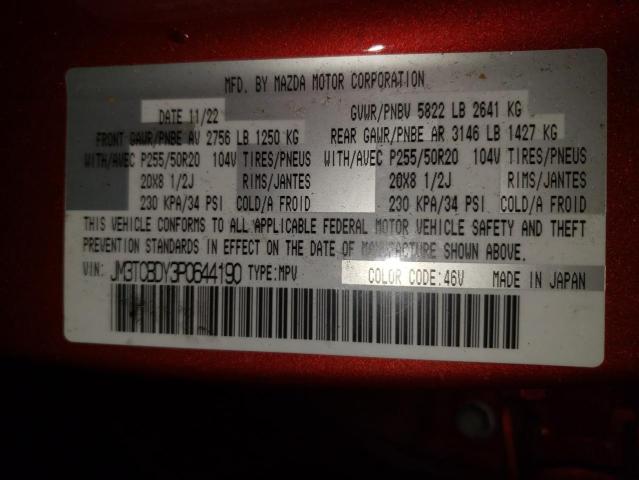 MFD. BY MAZDA MOTOR CORPORATION
DATE 11/22 GVWR/PNBV 5822 LB 2641 KG
FRONT GAWR/PNBE AV 2756 LB 1250 KG REAR GAWR/PNBE AR 3146 LB 1427 KG
WITH/AVEC P255/50R20 104V TIRES/PNEUS WITH/AVEC P255/50R20 104V TIRES/PNEUS
20X8 1/2J RIMS/JANTES 20X8 1/2J RIMS/JANTES
230 KPA/34 PSI COLD/A FROID 230 KPA/34 PSI COLD/A FROID
THIS VEHICLE CONFORMS TO ALL APPLICABLE FEDERAL MOTOR VEHICLE SAFETY AND THEFT
PREVENTION STANDARDS IN EFFECT ON THE DATE OF MANUFACTURE SHOWN ABOVE.
VIN: JM3TCBDY3P0644190 TYPE:MPV COLOR CODE:46V MADE IN JAPAN